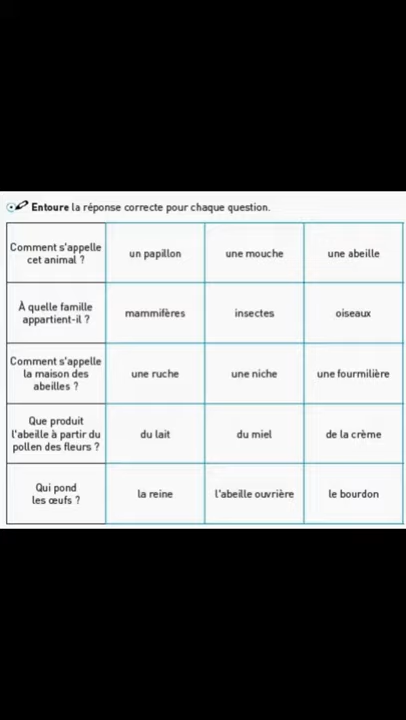 Entoure la réponse correcte pour chaque question.
Comment s'appelle
cet animal ?
un papillon
une mouche
une abeille
À quelle famille
appartient-il ?
mammifères
insectes
oiseaux
Comment s'appelle
la maison des
abeilles ?
une ruche
une niche
une fourmilière
Que produit
l'abeille à partir du
pollen des fleurs ?
du lait
du miel
de la crème
Qui pond
les œufs ?
la reine
l'abeille ouvrière
le bourdon